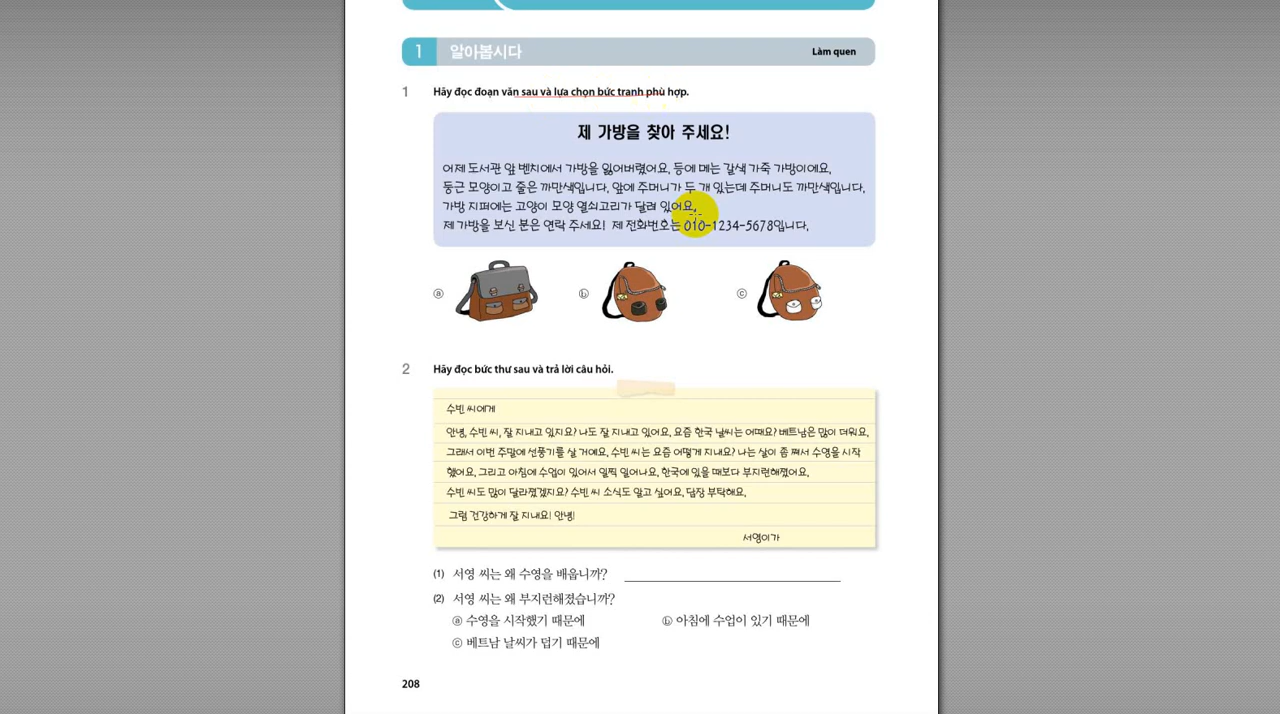 1 알아봅시다 Làm quen
1 Hãy đọc đoạn văn sau và lựa chọn bức tranh phù hợp.
제 가방을 찾아 주세요!
어제 도서관 앞 벤치에서 가방을 잃어버렸어요. 등에 메는 갈색 가죽 가방이에요.
둥근 모양이고 줄은 까만색입니다. 앞에 주머니가 두 개 있는데 주머니도 까만색입니다.
가방 지퍼에는 고양이 모양 열쇠고리가 달려 있어요.
제 가방을 보신 분은 연락 주세요! 제 전화번호는 010-1234-5678입니다.
ⓐ ⓑ ⓒ
2 Hãy đọc bức thư sau và trả lời câu hỏi.
수빈 씨에게
안녕, 수빈 씨, 잘 지내고 있지요? 나도 잘 지내고 있어요. 요즘 한국 날씨는 어때요? 베트남은 많이 더워요.
그래서 이번 주말에 선풍기를 살 거예요. 수빈 씨는 요즘 어떻게 지내요? 나는 살이 좀 쪄서 수영을 시작
했어요. 그리고 아침에 수업이 있어서 일찍 일어나요. 한국에 있을 때보다 부지런해졌어요.
수빈 씨도 많이 달라졌겠지요? 수빈 씨 소식도 알고 싶어요. 답장 부탁해요.
그럼 건강하게 잘 지내요! 안녕!
서영이가
(1) 서영 씨는 왜 수영을 배웁니까?
(2) 서영 씨는 왜 부지런해졌습니까?
ⓐ 수영을 시작했기 때문에 ⓑ 아침에 수업이 있기 때문에
ⓒ 베트남 날씨가 덥기 때문에
208